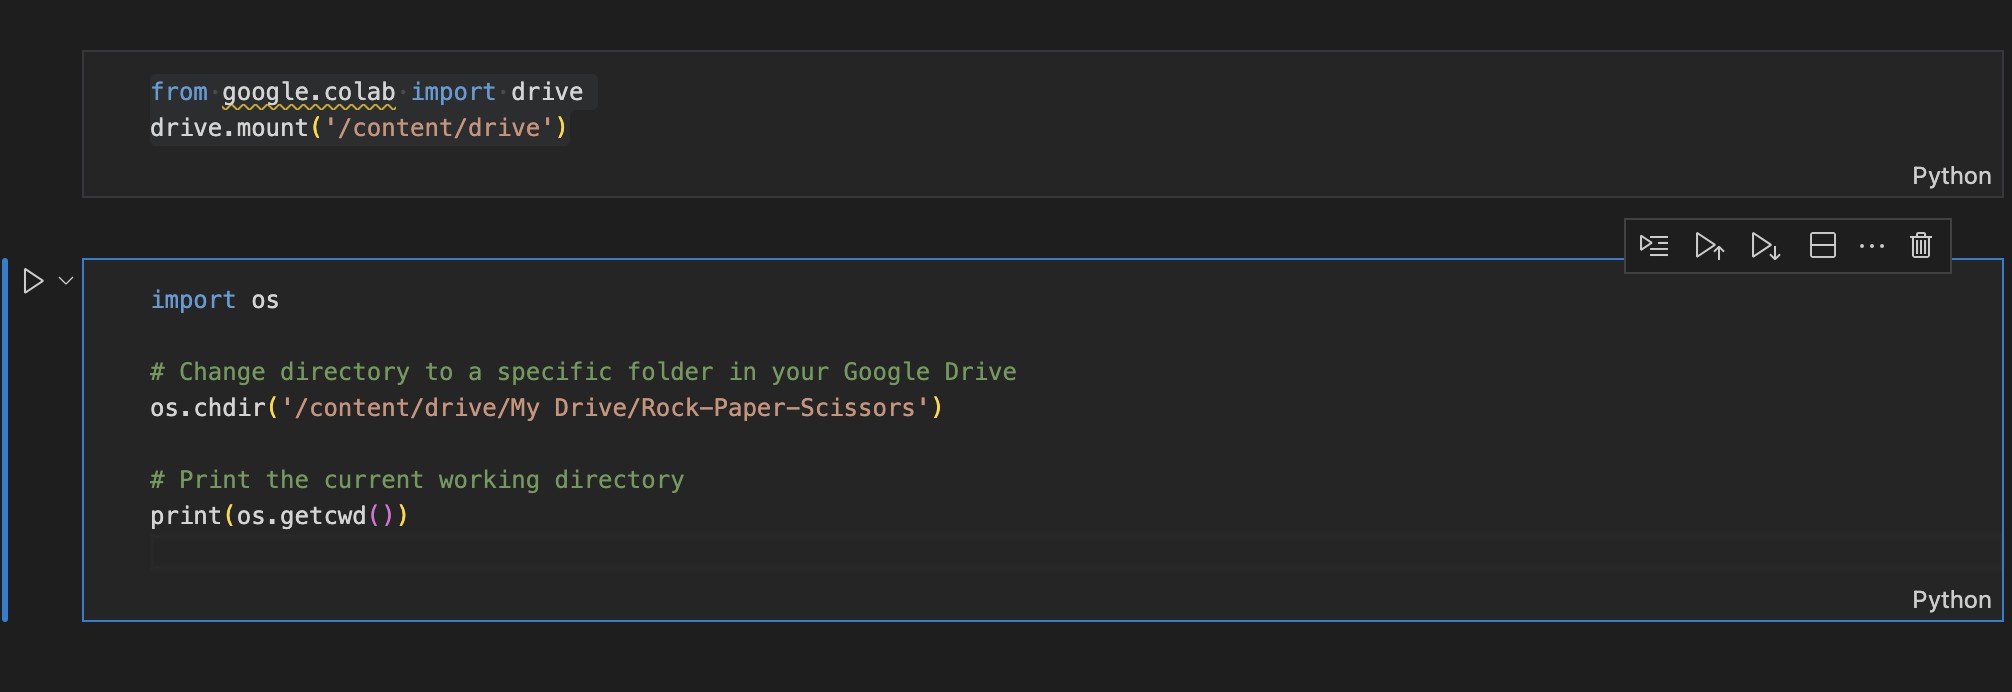 from google.colab import drive
drive.mount('/content/drive')
Python
import os
# Change directory to a specific folder in your Google Drive
os.chdir('/content/drive/My Drive/Rock-Paper-Scissors')
# Print the current working directory
print(os.getcwd())
Python